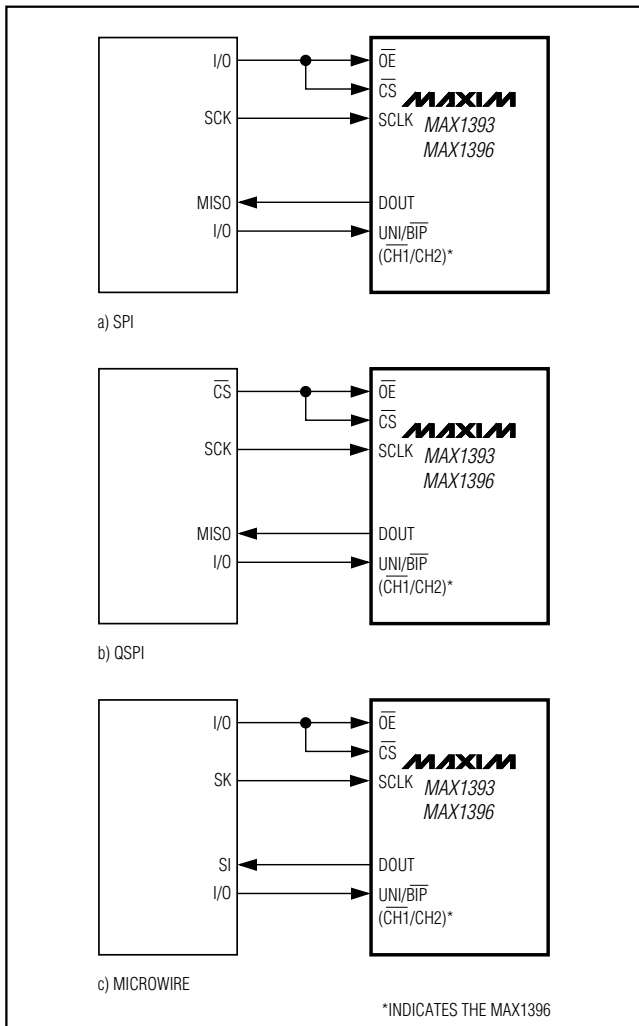 I/O OE
CS
MAXIM
SCK SCLK MAX1393
MAX1396
MISO DOUT
I/O UNI/BIP
(CH1/CH2)*
a) SPI
CS OE
CS
MAXIM
SCK SCLK MAX1393
MAX1396
MISO DOUT
I/O UNI/BIP
(CH1/CH2)*
b) QSPI
I/O OE
CS
MAXIM
SK SCLK MAX1393
MAX1396
SI DOUT
I/O UNI/BIP
(CH1/CH2)*
c) MICROWIRE
*INDICATES THE MAX1396